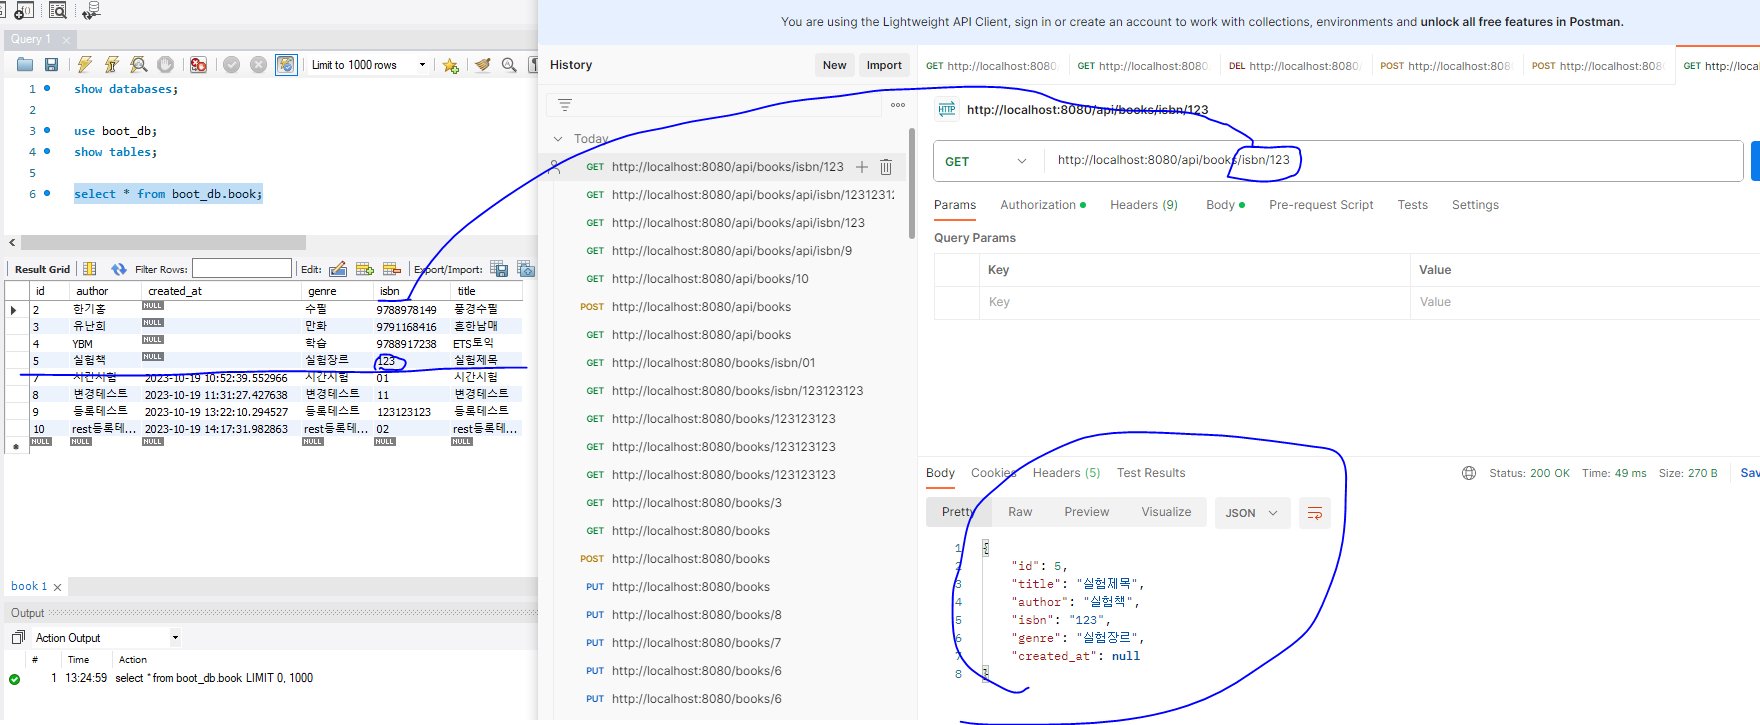 You are using the Lightweight API Client, sign in or create an account to work with collections, environments and unlock all free features in Postman.
Query 1
Limit to 1000 rows
1 show databases;
2
3 use boot_db;
4 show tables;
5
6 select * from boot_db.book;
Result Grid Filter Rows: Edit: Export/Import:
id author created_at genre isbn title
2 한기홍 NULL 수필 9788978149 풍경수필
3 유난희 NULL 만화 9791168416 흔한남매
4 YBM NULL 학습 9788917238 ETS토익
5 실험책 NULL 실험장르 123 실험제목
7 시간시험 2023-10-19 10:52:39.552966 시간시험 01 시간시험
8 변경테스트 2023-10-19 11:31:27.427638 변경테스트 11 변경테스트
9 등록테스트 2023-10-19 13:22:10.294527 등록테스트 123123123 등록테스트
10 rest등록테... 2023-10-19 14:17:31.982863 rest등록테... 02 rest등록테...
NULL NULL NULL NULL NULL NULL
book 1
Output
Action Output
# Time Action
1 13:24:59 select * from boot_db.book LIMIT 0, 1000
History New Import
Today
GET http://localhost:8080/api/books/isbn/123
GET http://localhost:8080/api/books/api/isbn/12312312
GET http://localhost:8080/api/books/api/isbn/123
GET http://localhost:8080/api/books/api/isbn/9
GET http://localhost:8080/api/books/10
POST http://localhost:8080/api/books
GET http://localhost:8080/api/books
GET http://localhost:8080/books/isbn/01
GET http://localhost:8080/books/isbn/123123123
GET http://localhost:8080/books/123123123
GET http://localhost:8080/books/123123123
GET http://localhost:8080/books/123123123
GET http://localhost:8080/books/3
GET http://localhost:8080/books
POST http://localhost:8080/books
PUT http://localhost:8080/books
PUT http://localhost:8080/books/8
PUT http://localhost:8080/books/7
PUT http://localhost:8080/books/6
PUT http://localhost:8080/books/6
GET http://localhost:8080 GET http://localhost:8080 DEL http://localhost:8080 POST http://localhost:8080 POST http://localhost:8080 GET http://loca
HTTP http://localhost:8080/api/books/isbn/123
GET http://localhost:8080/api/books/isbn/123
Params Authorization Headers (9) Body Pre-request Script Tests Settings
Query Params
Key Value
Key Value
Body Cookies Headers (5) Test Results Status: 200 OK Time: 49 ms Size: 270 B Sav
Pretty Raw Preview Visualize JSON
1 {
2 "id": 5,
3 "title": "실험제목",
4 "author": "실험책",
5 "isbn": "123",
6 "genre": "실험장르",
7 "created_at": null
8 }